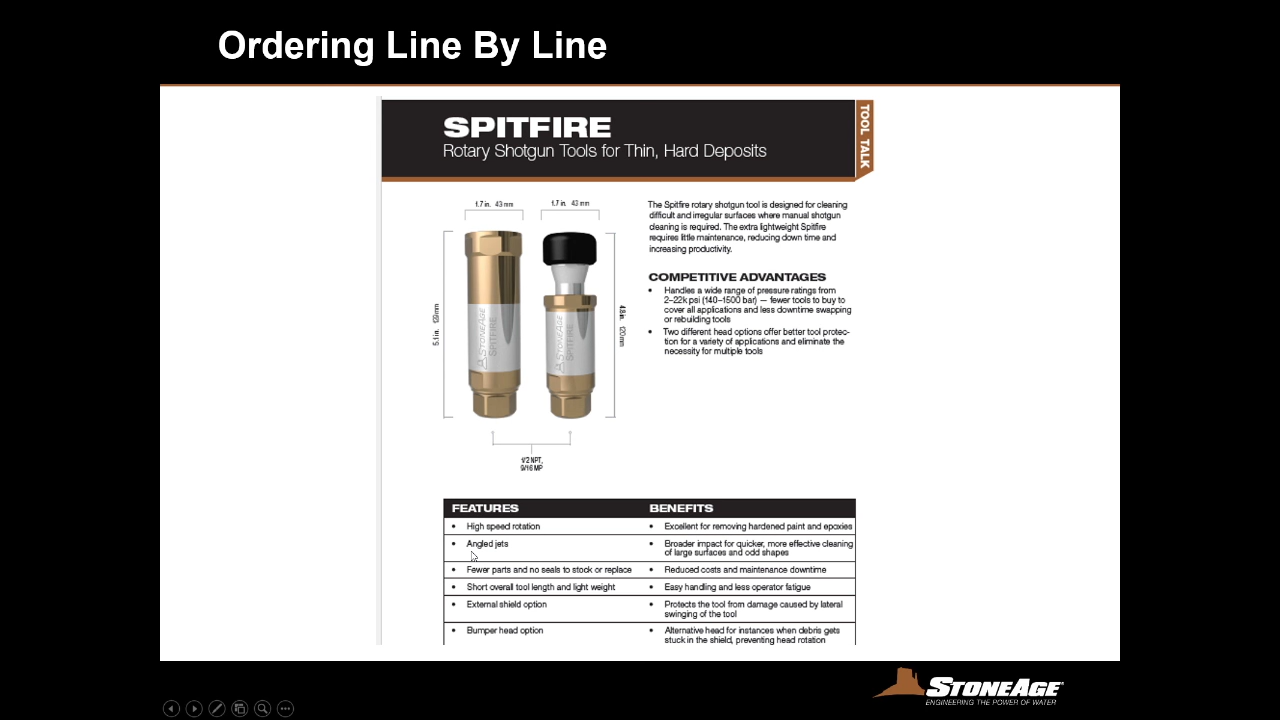 Ordering Line By Line
SPITFIRE
Rotary Shotgun Tools for Thin, Hard Deposits
TOOL TALK
1.7 in. 43 mm
1.7 in. 43 mm
5.1 in. 129 mm
4.8 in. 120 mm
STONEAGE
SPITFIRE
STONEAGE
SPITFIRE
1/2 NPT,
9/16 MP
The Spitfire rotary shotgun tool is designed for cleaning
difficult and irregular surfaces where manual shotgun
cleaning is required. The extra lightweight Spitfire
requires little maintenance, reducing down time and
increasing productivity.
COMPETITIVE ADVANTAGES
• Handles a wide range of pressure ratings from
2–22k psi (140–1500 bar) — fewer tools to buy to
cover all applications and less downtime swapping
or rebuilding tools
• Two different head options offer better tool protec-
tion for a variety of applications and eliminate the
necessity for multiple tools
FEATURES BENEFITS
• High speed rotation • Excellent for removing hardened paint and epoxies
• Angled jets • Broader impact for quicker, more effective cleaning
of large surfaces and odd shapes
• Fewer parts and no seals to stock or replace • Reduced costs and maintenance downtime
• Short overall tool length and light weight • Easy handling and less operator fatigue
• External shield option • Protects the tool from damage caused by lateral
swinging of the tool
• Bumper head option • Alternative head for instances when debris gets
stuck in the shield, preventing head rotation
STONEAGE
ENGINEERING THE POWER OF WATER